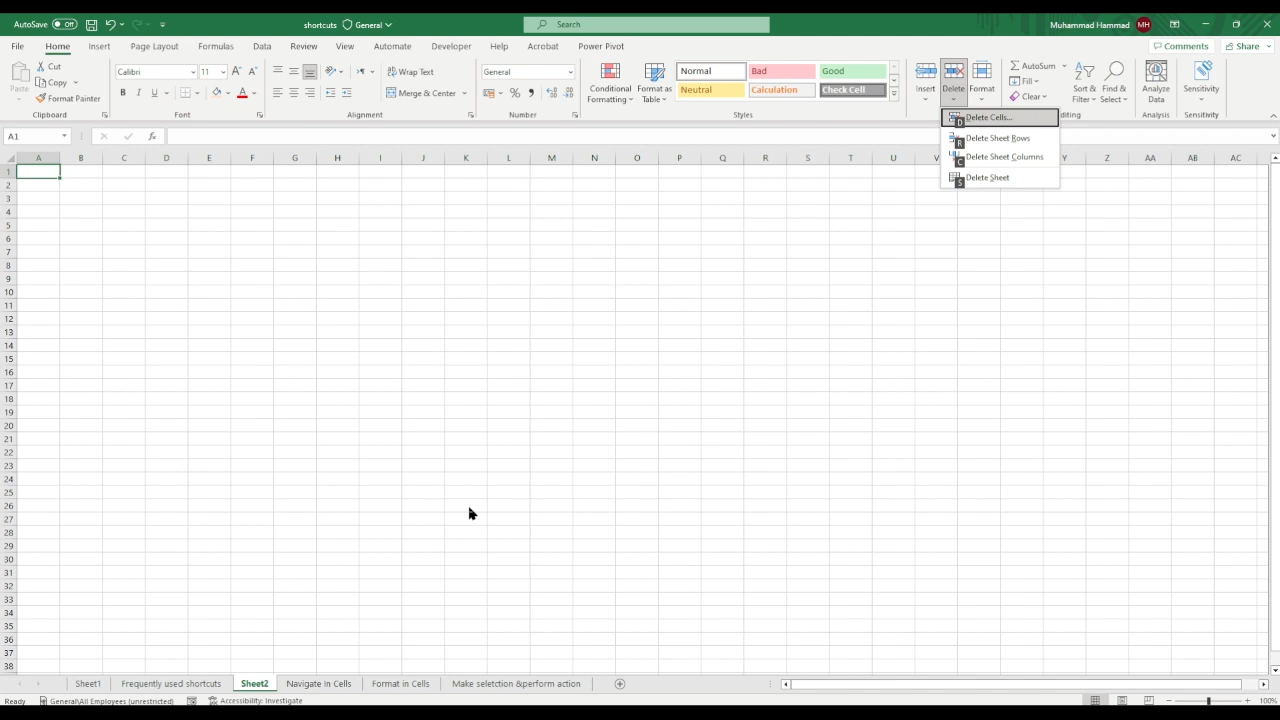 AutoSave Off shortcuts General Search Muhammad Hammad MH
File Home Insert Page Layout Formulas Data Review View Automate Developer Help Acrobat Power Pivot Comments Share
Paste Cut Copy Format Painter Clipboard
Calibri 11 B I U A Font
Wrap Text Merge & Center Alignment
General % Number
Conditional Formatting Format as Table Normal Bad Good Neutral Calculation Check Cell Styles
Insert Delete Format
AutoSum Fill Clear Sort & Filter Find & Select diting
Analyze Data Analysis
Sensitivity Sensitivity
D Delete Cells...
R Delete Sheet Rows
C Delete Sheet Columns
S Delete Sheet
A1 fx
A B C D E F G H I J K L M N O P Q R S T U V Y Z AA AB AC
1
2
3
4
5
6
7
8
9
10
11
12
13
14
15
16
17
18
19
20
21
22
23
24
25
26
27
28
29
30
31
32
33
34
35
36
37
38
Sheet1 Frequently used shortcuts Sheet2 Navigate in Cells Format in Cells Make seletction &perform action
Ready General\All Employees (unrestricted) Accessibility: Investigate 100%